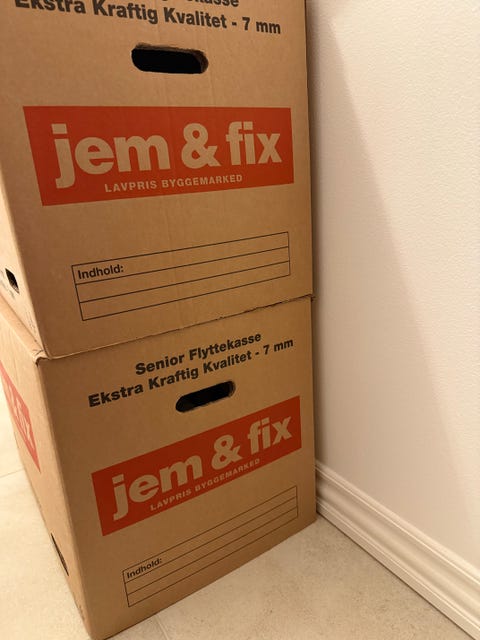 Ekstra Kraftig Kvalitet - 7 mm
jem & fix
LAVPRIS BYGGEMARKED
Indhold:
Senior Flyttekasse
Ekstra Kraftig Kvalitet - 7 mm
jem & fix
LAVPRIS BYGGEMARKED
Indhold: